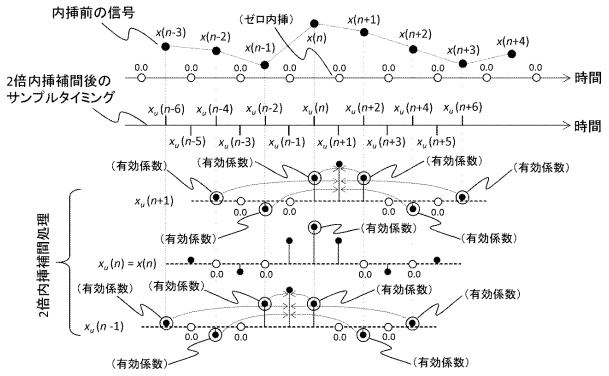 内挿前の信号
x(n-3)
x(n-2)
x(n-1)
(ゼロ内挿)
x(n)
x(n+1)
x(n+2)
x(n+3)
x(n+4)
0.0 0.0 0.0 0.0 0.0 0.0 0.0 0.0
時間
2倍内挿補間後の
サンプルタイミング
xu(n-6) xu(n-4) xu(n-2) xu(n) xu(n+2) xu(n+4) xu(n+6)
時間
xu(n-5) xu(n-3) xu(n-1) xu(n+1) xu(n+3) xu(n+5)
2倍内挿補間処理
(有効係数) (有効係数) (有効係数) (有効係数)
xu(n+1)
0.0 0.0 0.0 0.0
(有効係数) (有効係数)
(有効係数)
xu(n) = x(n)
0.0 0.0 0.0 0.0
(有効係数) (有効係数) (有効係数) (有効係数)
xu(n-1)
0.0 0.0 0.0 0.0
(有効係数) (有効係数)